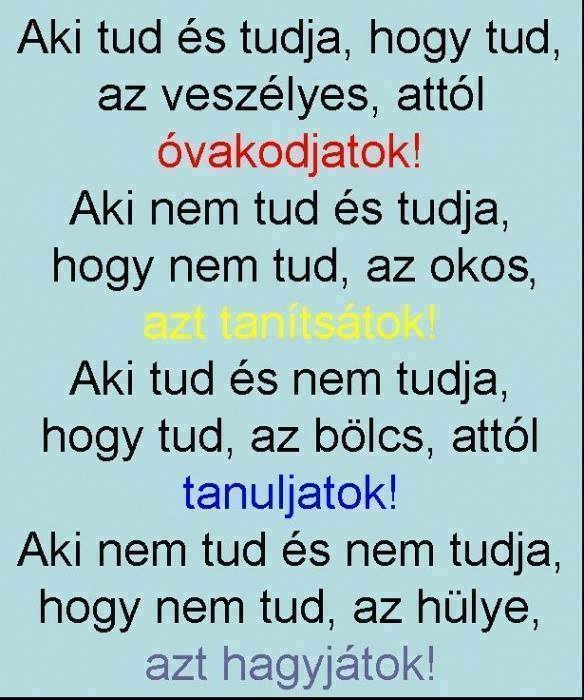 Aki tud és tudja, hogy tud,
az veszélyes, attól
óvakodjatok!
Aki nem tud és tudja,
hogy nem tud, az okos,
azt tanítsátok!
Aki tud és nem tudja,
hogy tud, az bölcs, attól
tanuljatok!
Aki nem tud és nem tudja,
hogy nem tud, az hülye,
azt hagyjátok!